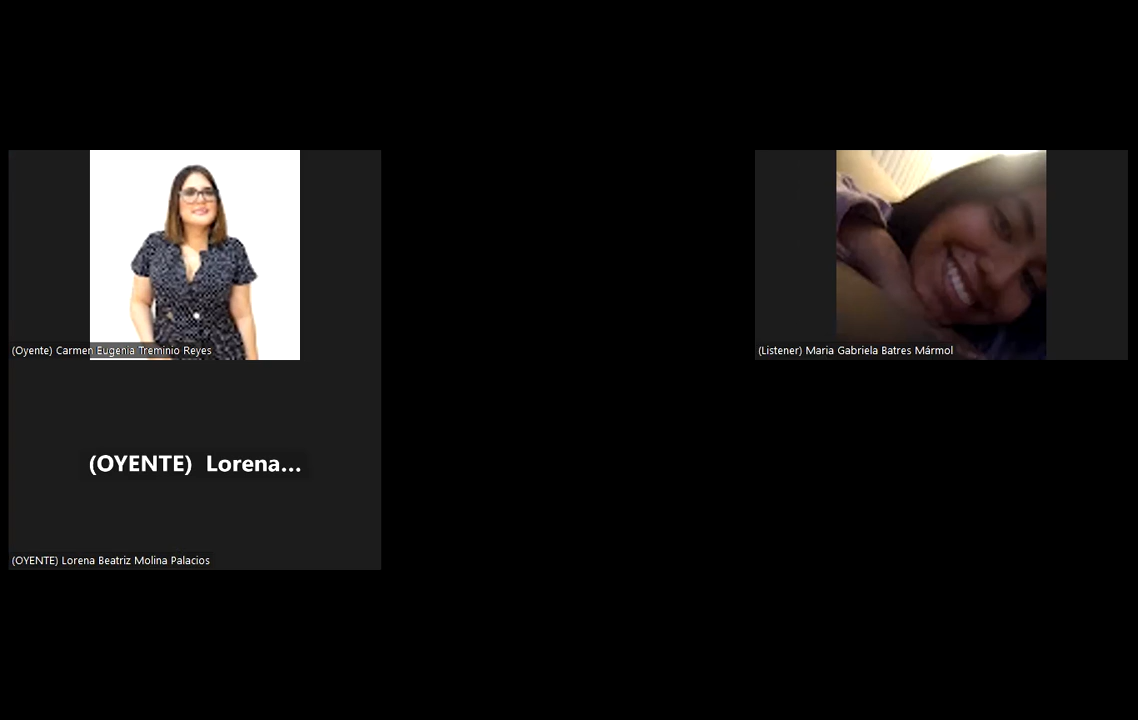 (Oyente) Carmen Eugenia Treminio Reyes
(Listener) Maria Gabriela Batres Mármol
(OYENTE) Lorena...
(OYENTE) Lorena Beatriz Molina Palacios